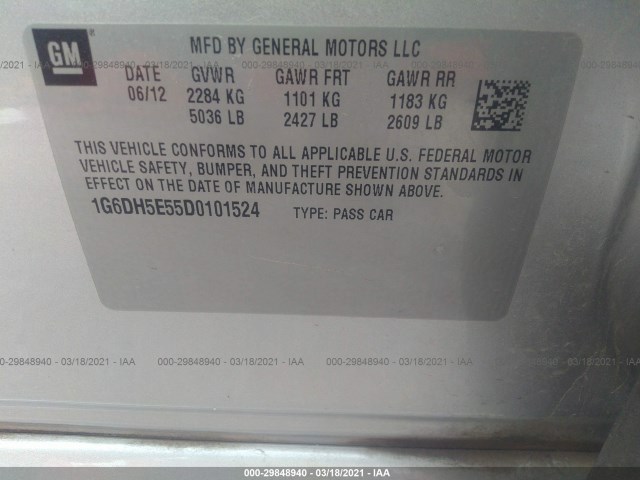 GM
MFD BY GENERAL MOTORS LLC
DATE GVWR GAWR FRT GAWR RR
06/12 2284 KG 1101 KG 1183 KG
5036 LB 2427 LB 2609 LB
THIS VEHICLE CONFORMS TO ALL APPLICABLE U.S. FEDERAL MOTOR
VEHICLE SAFETY, BUMPER, AND THEFT PREVENTION STANDARDS IN
EFFECT ON THE DATE OF MANUFACTURE SHOWN ABOVE.
1G6DH5E55D0101524 TYPE: PASS CAR
000-29848940 - 03/18/2021 - IAA